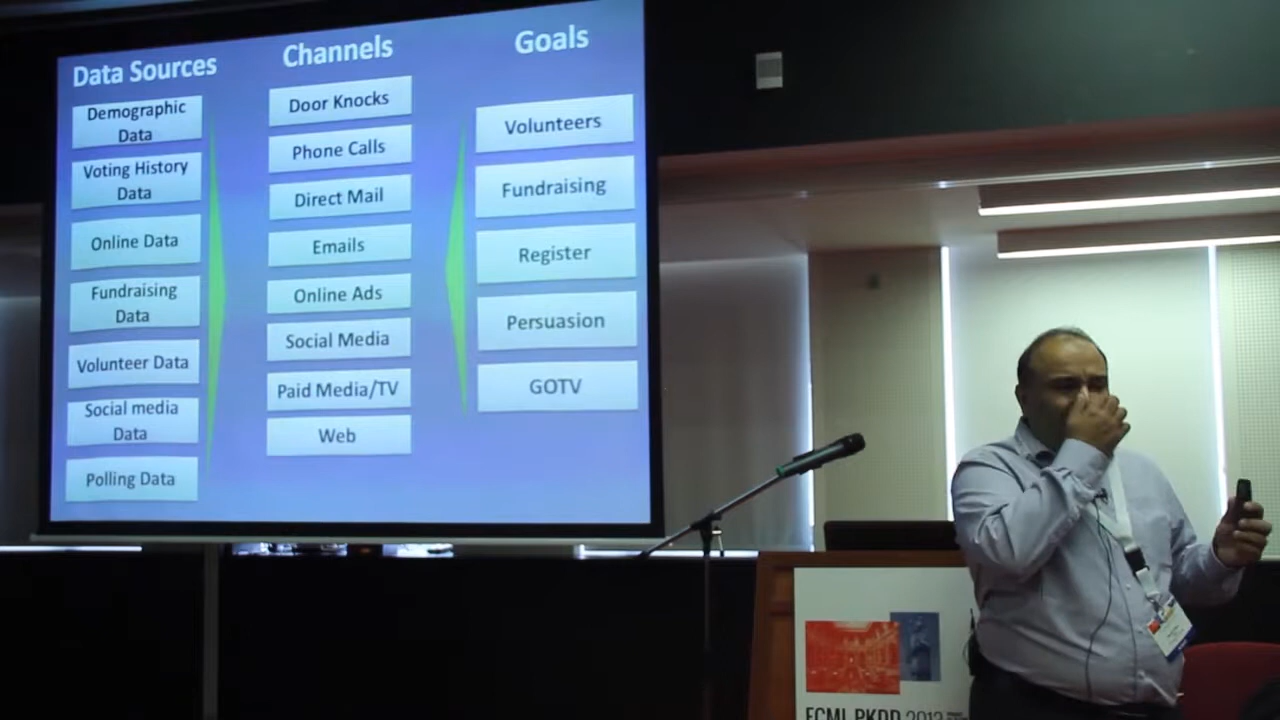 Data Sources
Demographic
Data
Voting History
Data
Online Data
Fundraising
Data
Volunteer Data
Social media
Data
Polling Data
Channels
Door Knocks
Phone Calls
Direct Mail
Emails
Online Ads
Social Media
Paid Media/TV
Web
Goals
Volunteers
Fundraising
Register
Persuasion
GOTV
ECML PKDD 2013